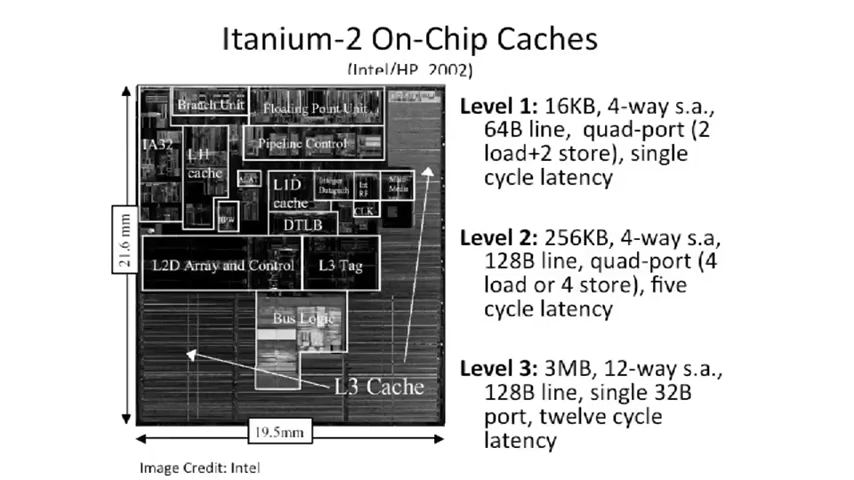 Itanium-2 On-Chip Caches
(Intel/HP, 2002)
Branch Unit
Floating Point Unit
IA32
L1I
cache
Pipeline Control
ALAT
L1D
cache
Integer
Datapath
Int
RF
Multi
Media
HPW
CLK
DTLB
L2D Array and Control
L3 Tag
Bus Logic
L3 Cache
21.6 mm
19.5mm
Image Credit: Intel
Level 1: 16KB, 4-way s.a.,
64B line, quad-port (2
load+2 store), single
cycle latency
Level 2: 256KB, 4-way s.a,
128B line, quad-port (4
load or 4 store), five
cycle latency
Level 3: 3MB, 12-way s.a.,
128B line, single 32B
port, twelve cycle
latency